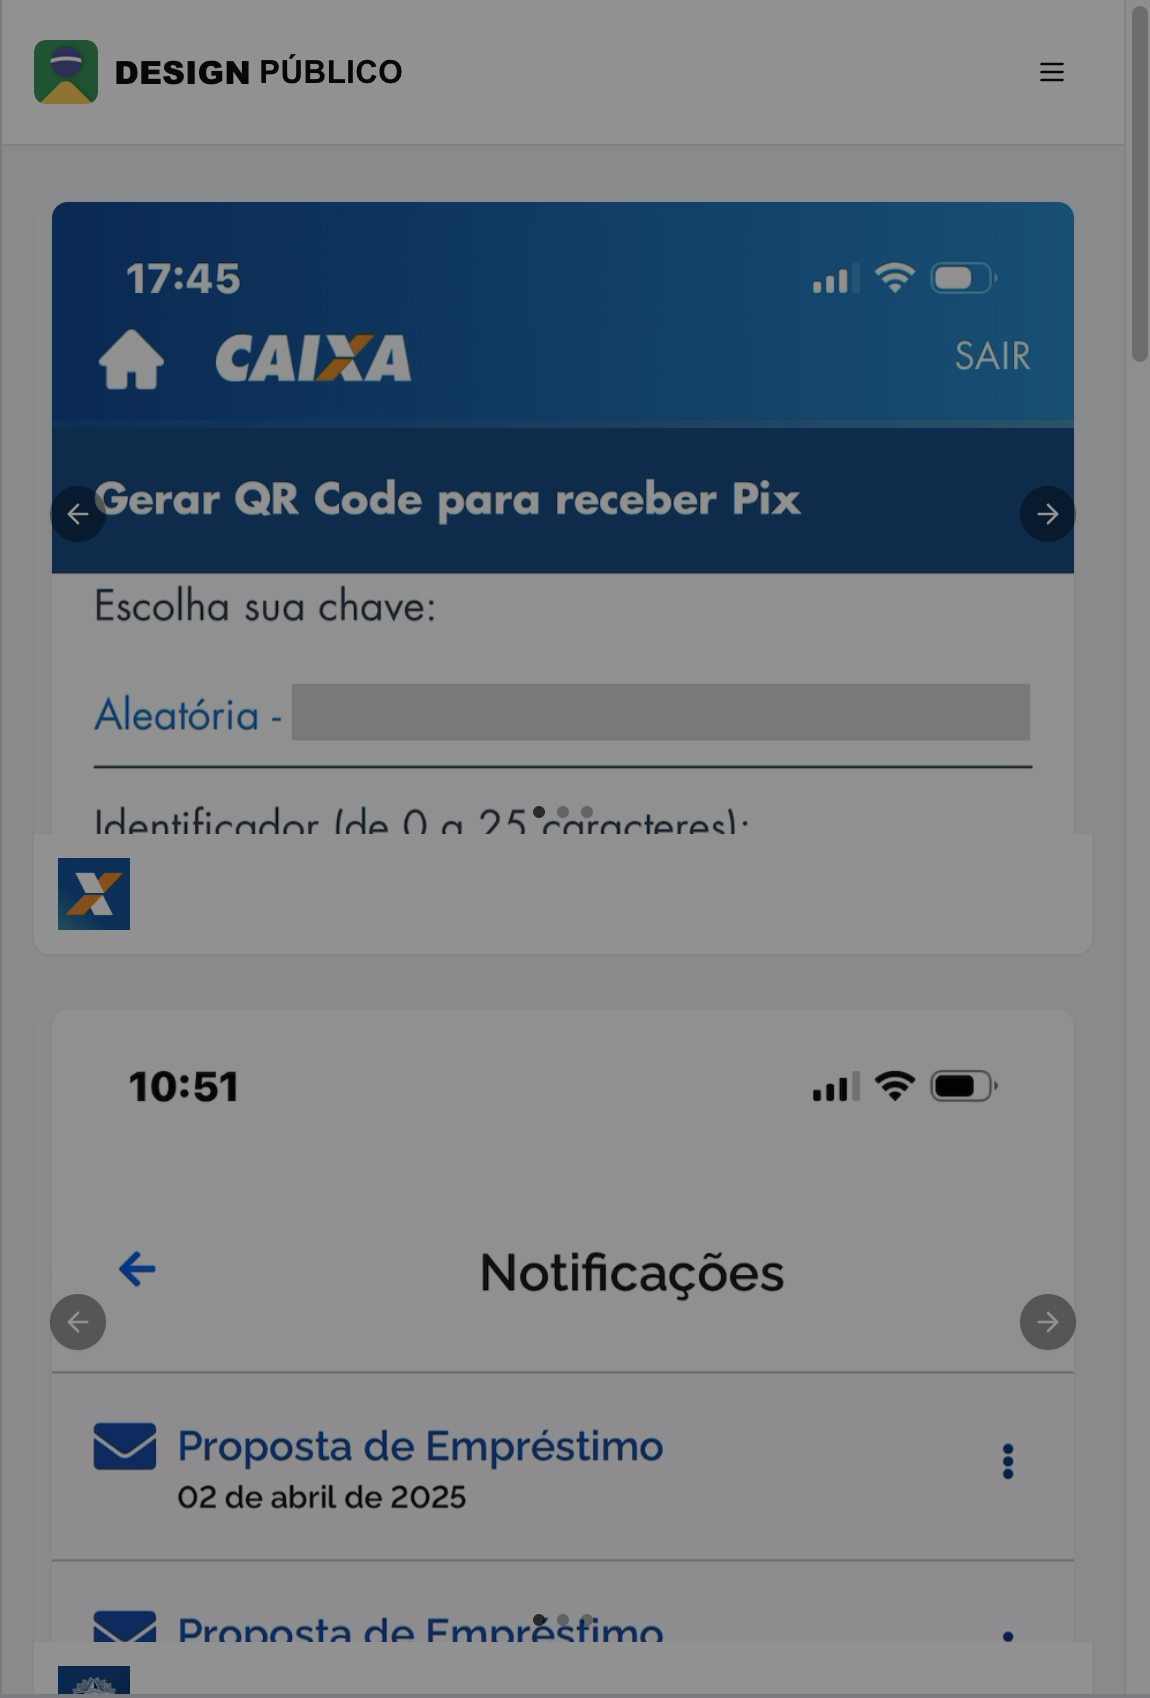 DESIGN PÚBLICO
17:45
CAIXA
SAIR
Gerar QR Code para receber Pix
Escolha sua chave:
Aleatória -
Identificador (de 0 a 25 caracteres):
10:51
Notificações
Proposta de Empréstimo
02 de abril de 2025
Proposta de Empréstimo